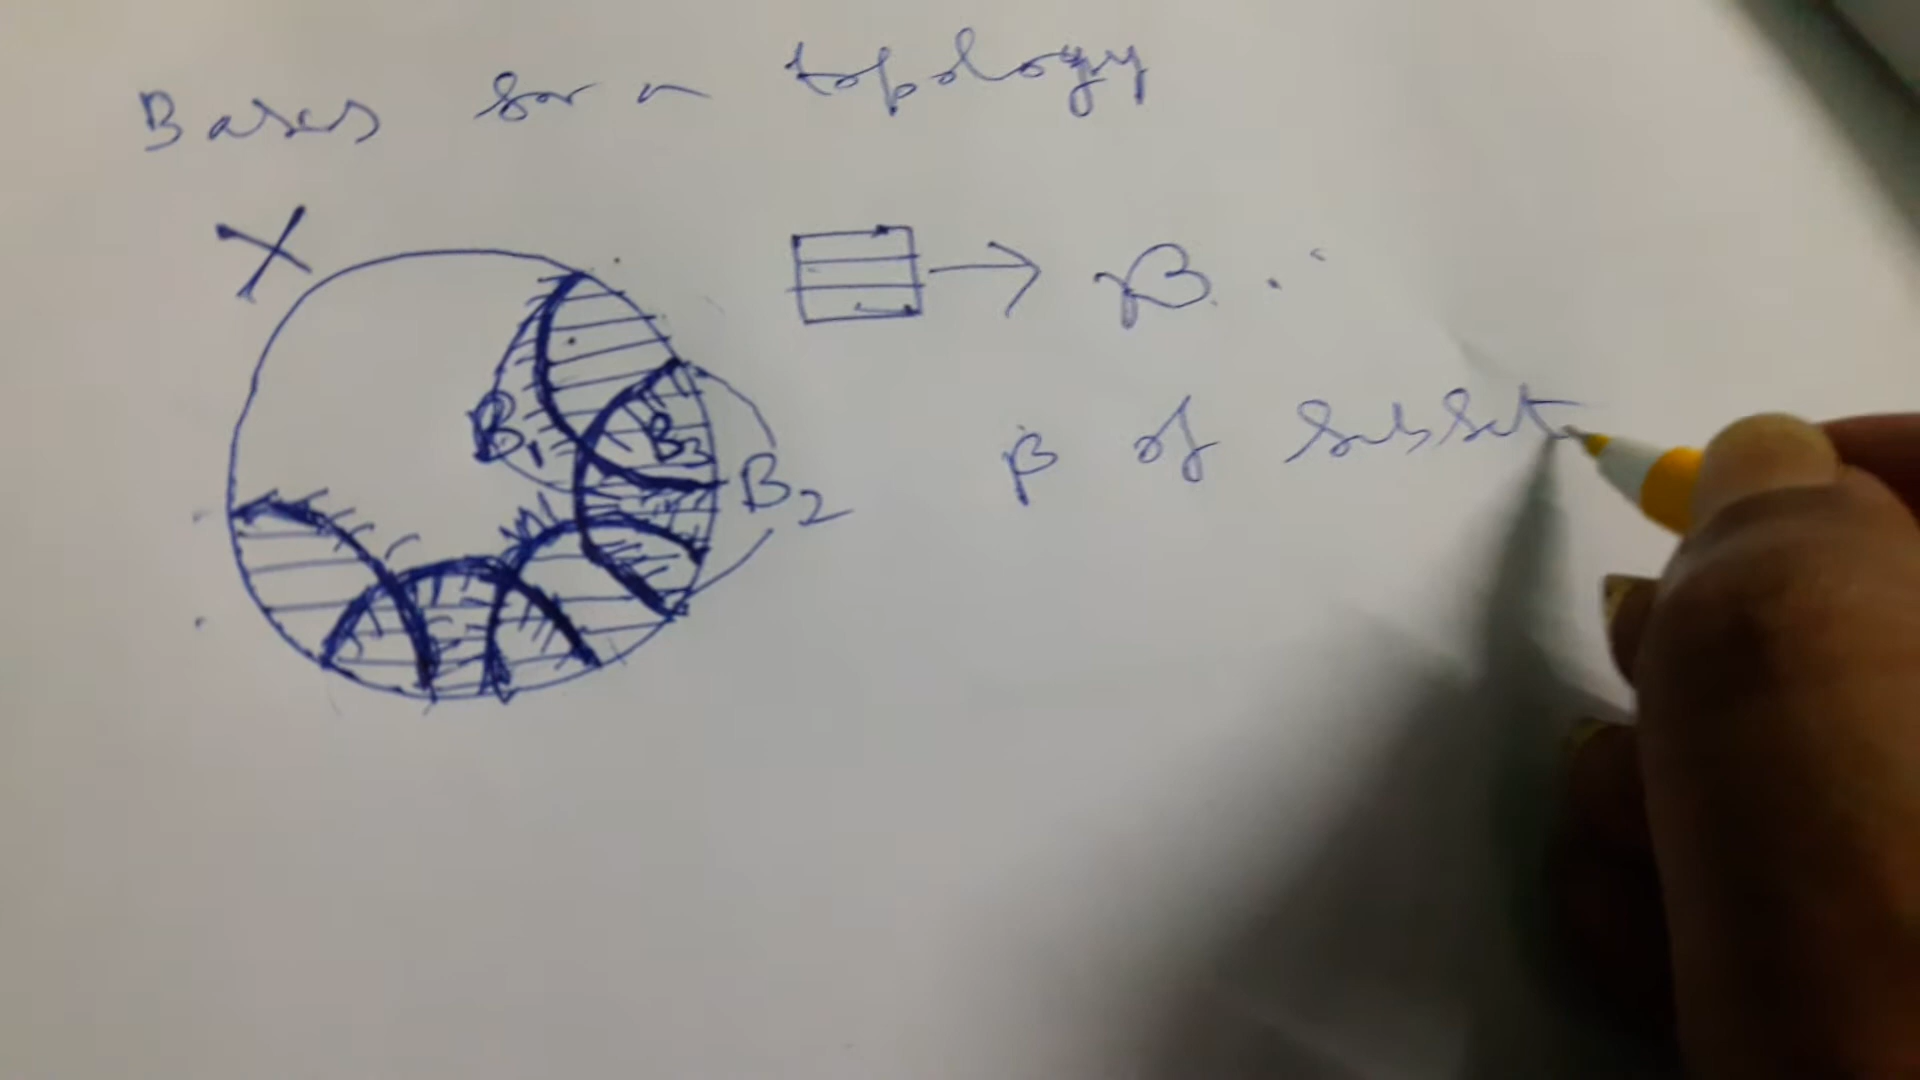 Bases for a topology
X
→ β.
B1 B3
B2
β of subset